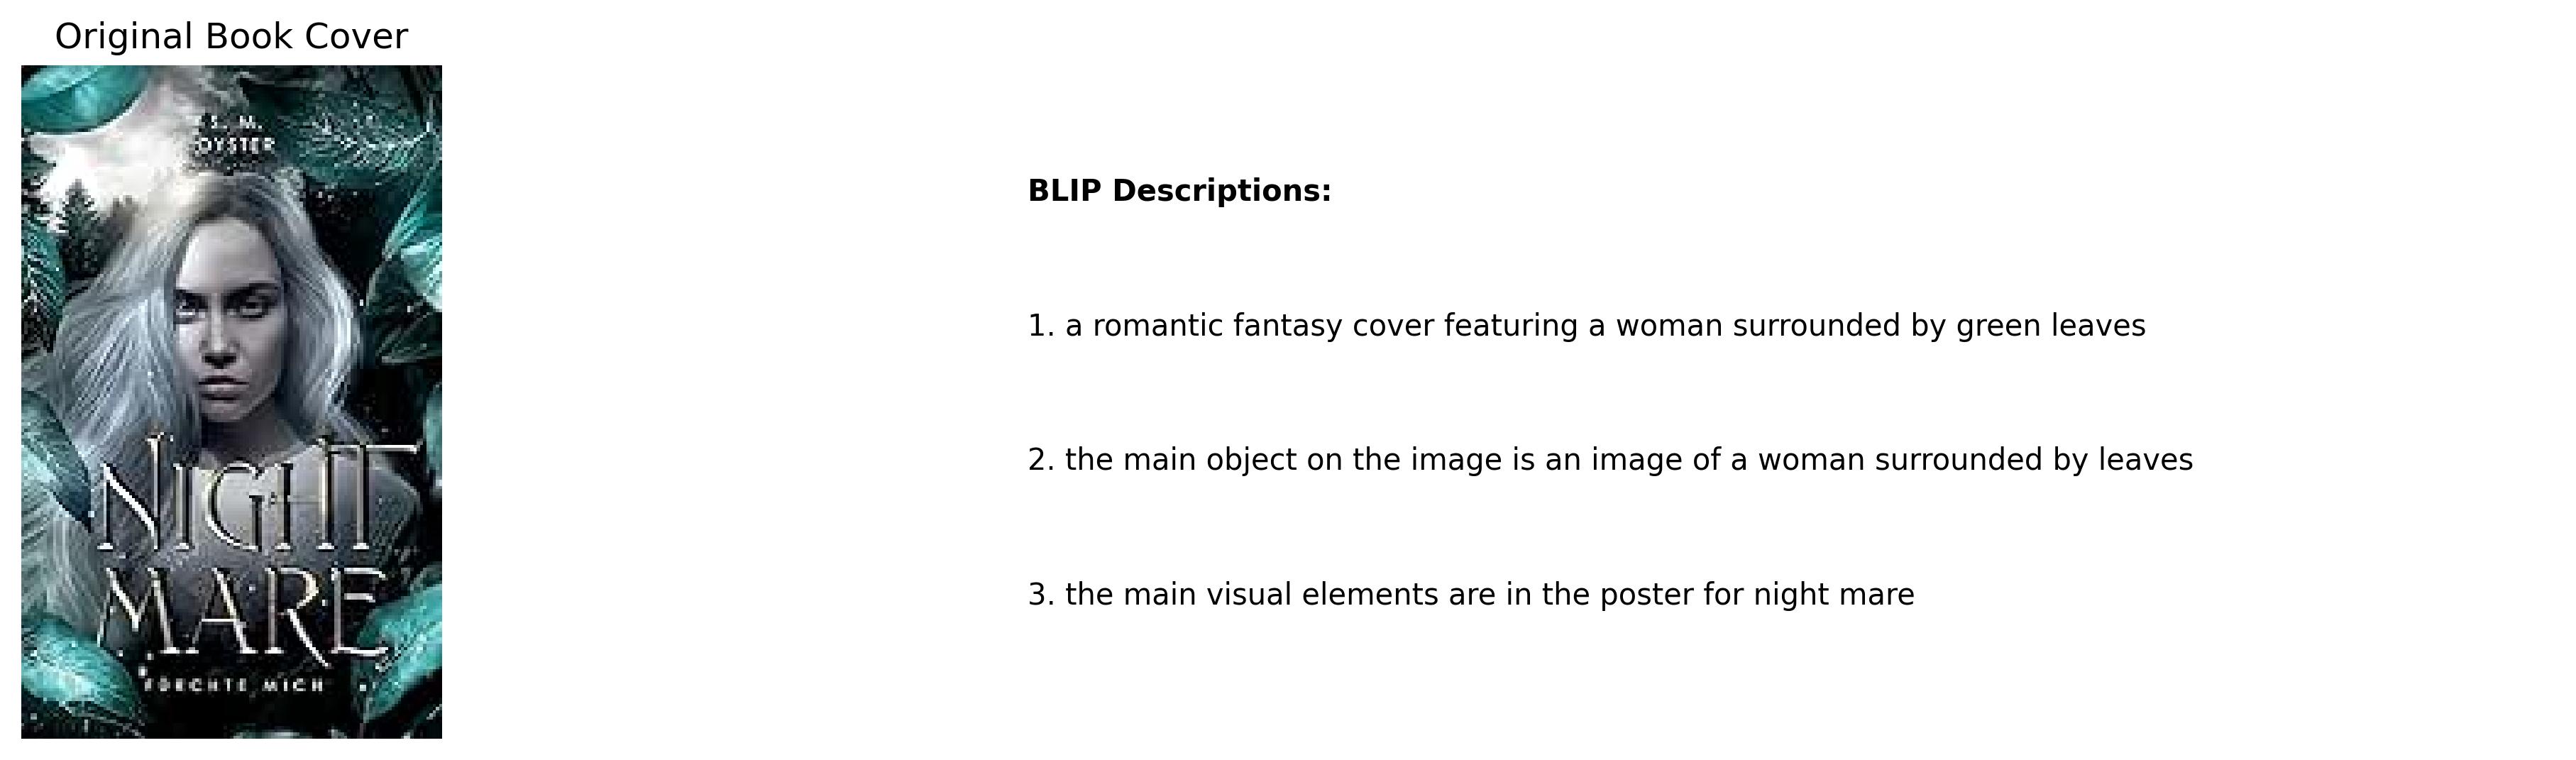 Original Book Cover
S. M.
OYSTER
NIGHT
MARE
FÜRCHTE MICH
BLIP Descriptions:
1. a romantic fantasy cover featuring a woman surrounded by green leaves
2. the main object on the image is an image of a woman surrounded by leaves
3. the main visual elements are in the poster for night mare